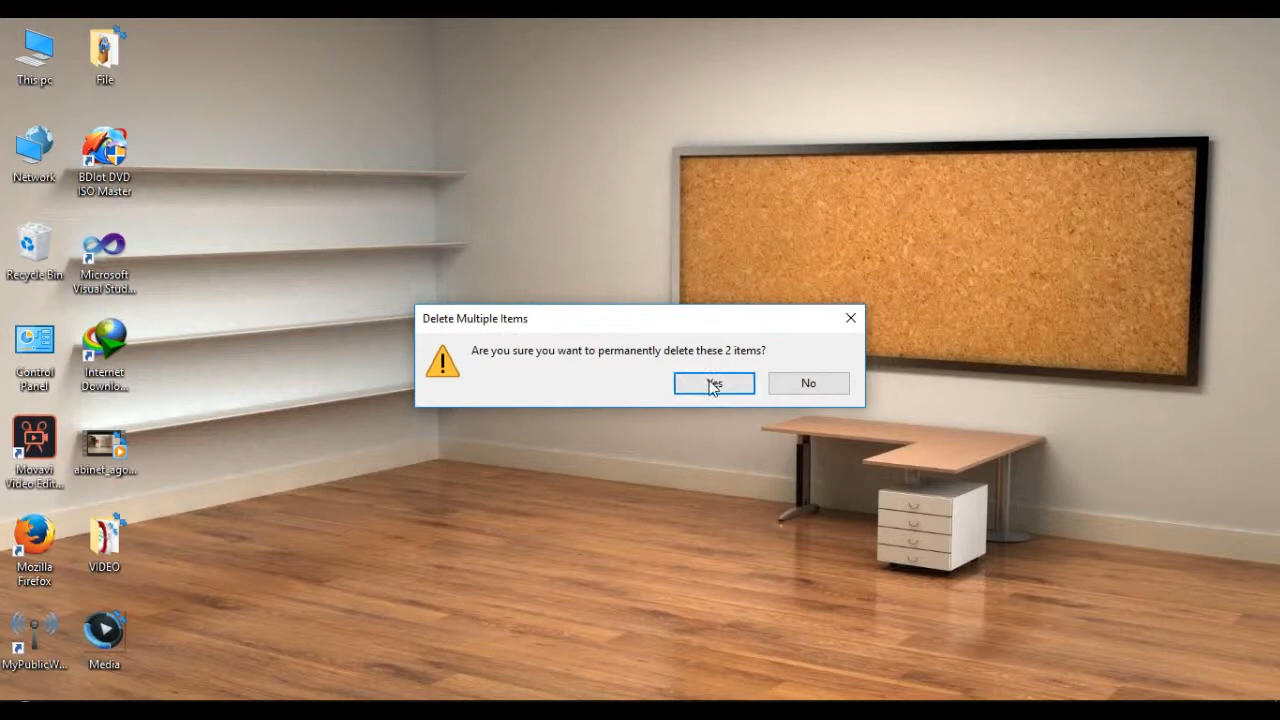 This pc
File
Network
BDlot DVD
ISO Master
Recycle Bin
Microsoft
Visual Stud...
Control
Panel
Internet
Downlo...
Movavi
Video Edit...
abinet_ago...
Mozilla
Firefox
VIDEO
MyPublicW...
Media
Delete Multiple Items
Are you sure you want to permanently delete these 2 items?
Yes
No